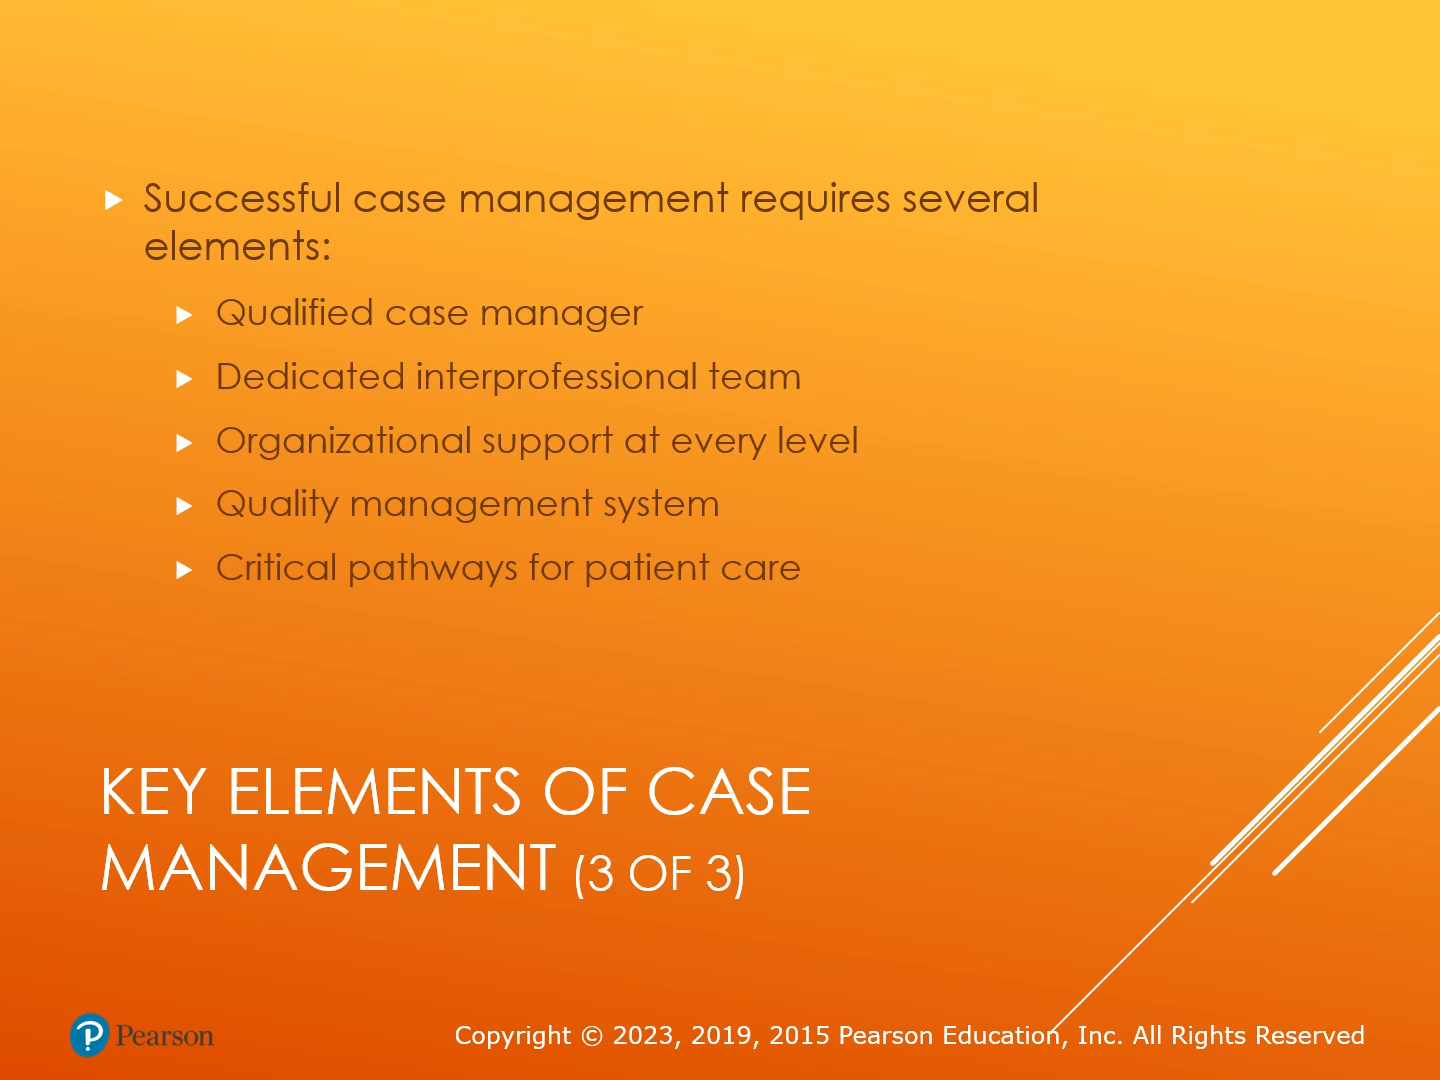 Successful case management requires several
elements:
Qualified case manager
Dedicated interprofessional team
Organizational support at every level
Quality management system
Critical pathways for patient care
KEY ELEMENTS OF CASE
MANAGEMENT (3 OF 3)
Pearson
Copyright © 2023, 2019, 2015 Pearson Education, Inc. All Rights Reserved